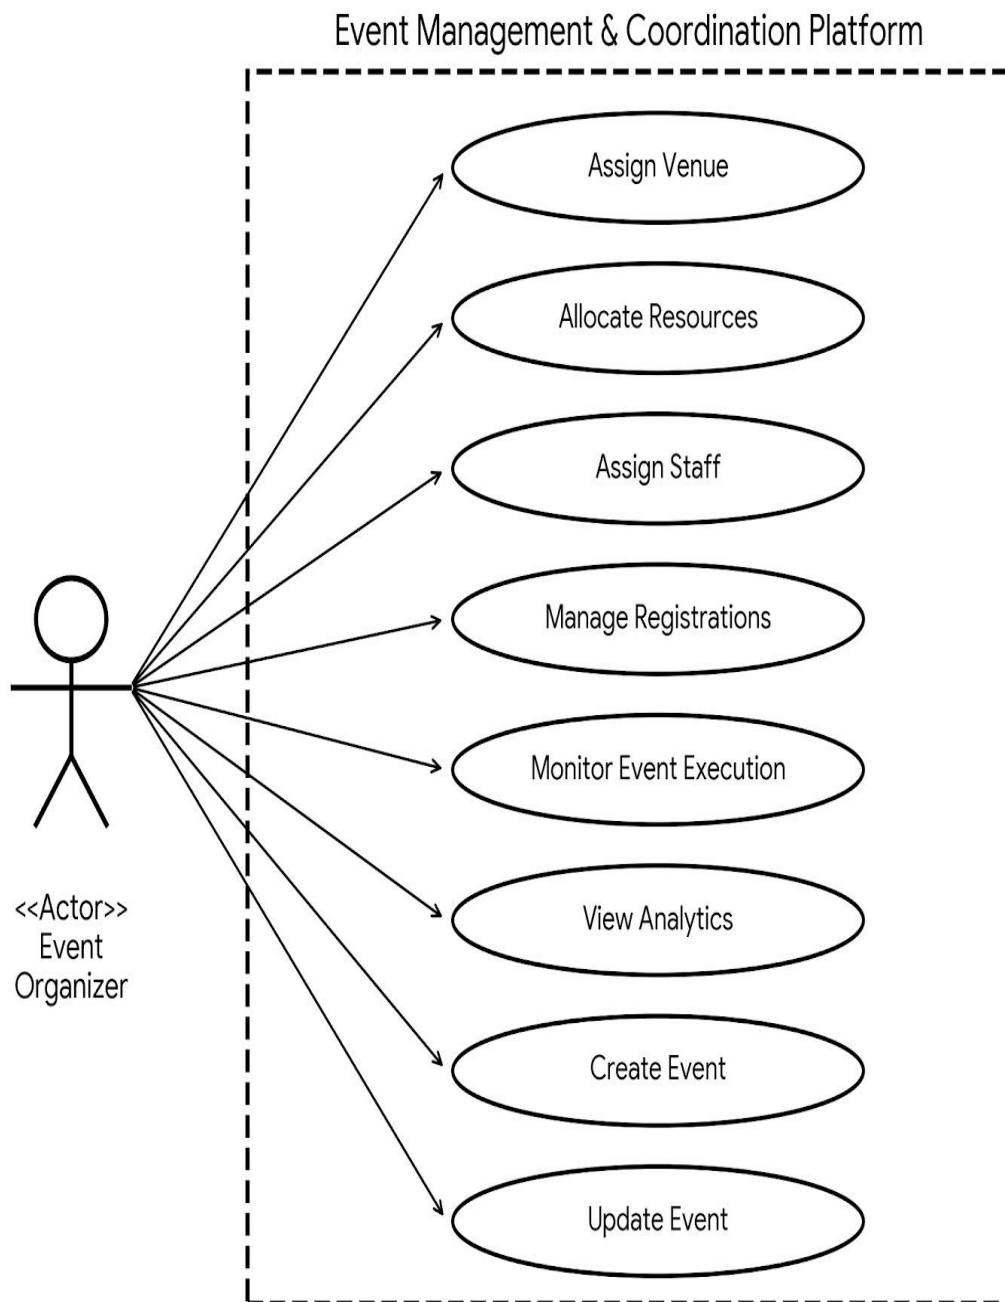 Event Management & Coordination Platform
Assign Venue
Allocate Resources
Assign Staff
Manage Registrations
Monitor Event Execution
View Analytics
Create Event
Update Event
<<Actor>>
Event
Organizer